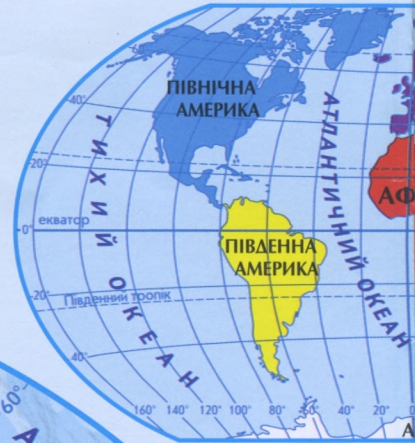 ПІВНІЧНА
АМЕРИКА
40°
ТИХИЙ ОКЕАН
АТЛАНТИЧНИЙ ОКЕАН
20°
АФ
екватор
0°
ПІВДЕННА
АМЕРИКА
20°
Південний тропік
40°
160° 140° 120° 100° 80° 60° 40° 20°
60°
А
А